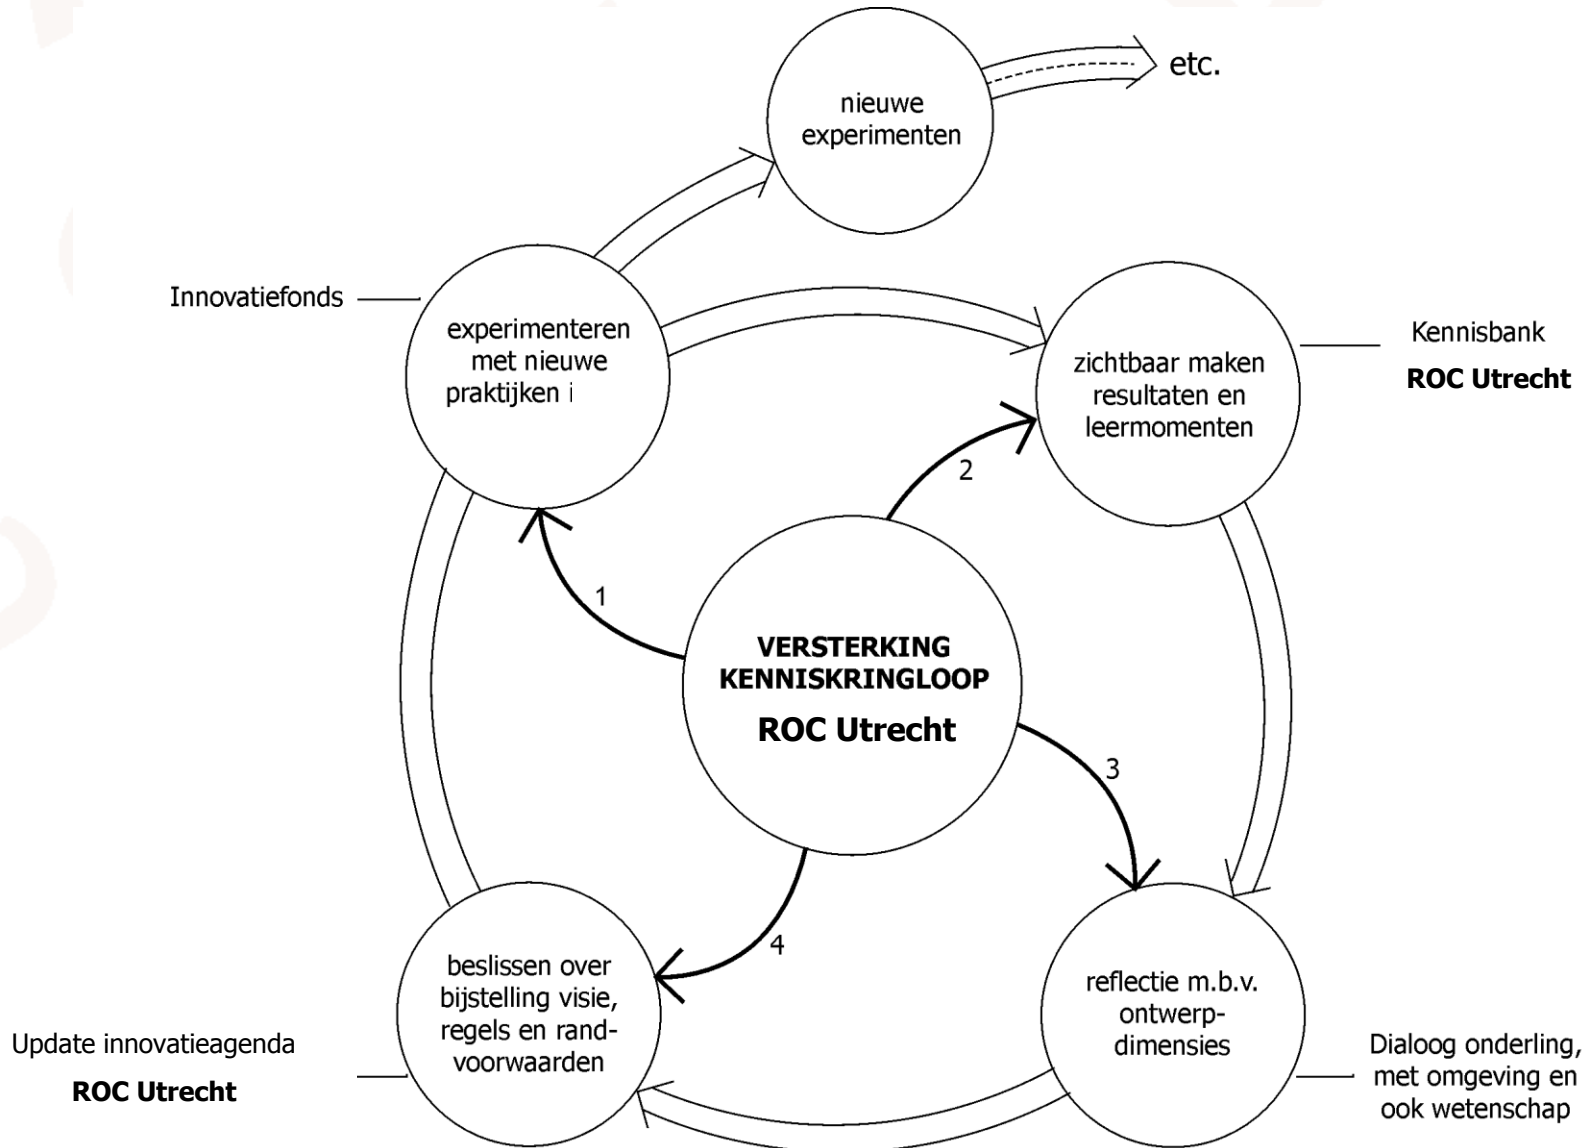 nieuwe
experimenten
etc.
Innovatiefonds
experimenteren
met nieuwe
praktijken i
zichtbaar maken
resultaten en
leermomenten
Kennisbank
ROC Utrecht
2
1
VERSTERKING
KENNISKRINGLOOP
ROC Utrecht
3
4
beslissen over
bijstelling visie,
regels en rand-
voorwaarden
Update innovatieagenda
ROC Utrecht
reflectie m.b.v.
ontwerp-
dimensies
Dialoog onderling,
met omgeving en
ook wetenschap